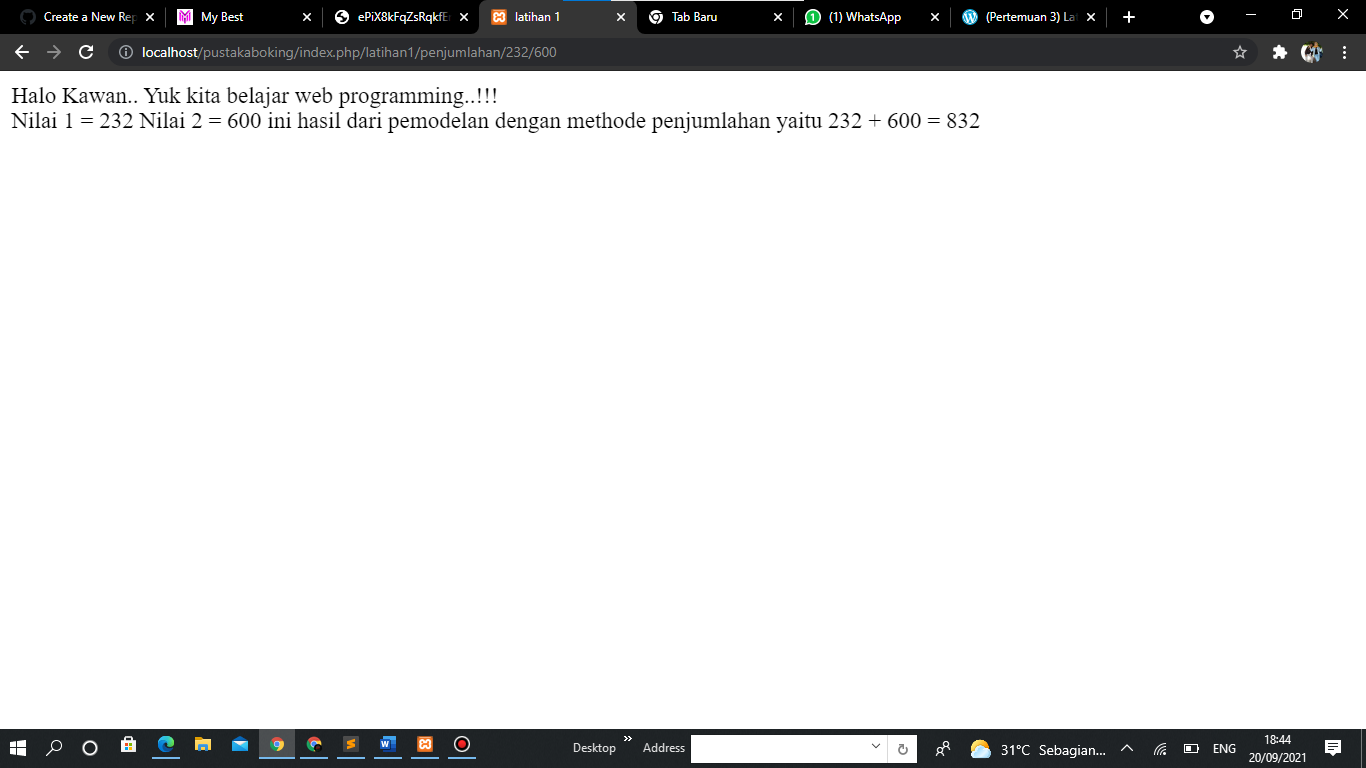 Create a New Rep
My Best
ePiX8kFqZsRqkfEr
latihan 1
Tab Baru
(1) WhatsApp
(Pertemuan 3) La
localhost/pustakaboking/index.php/latihan1/penjumlahan/232/600
Halo Kawan.. Yuk kita belajar web programming..!!!
Nilai 1 = 232 Nilai 2 = 600 ini hasil dari pemodelan dengan methode penjumlahan yaitu 232 + 600 = 832
Desktop
Address
31°C Sebagian...
ENG
18:44
20/09/2021